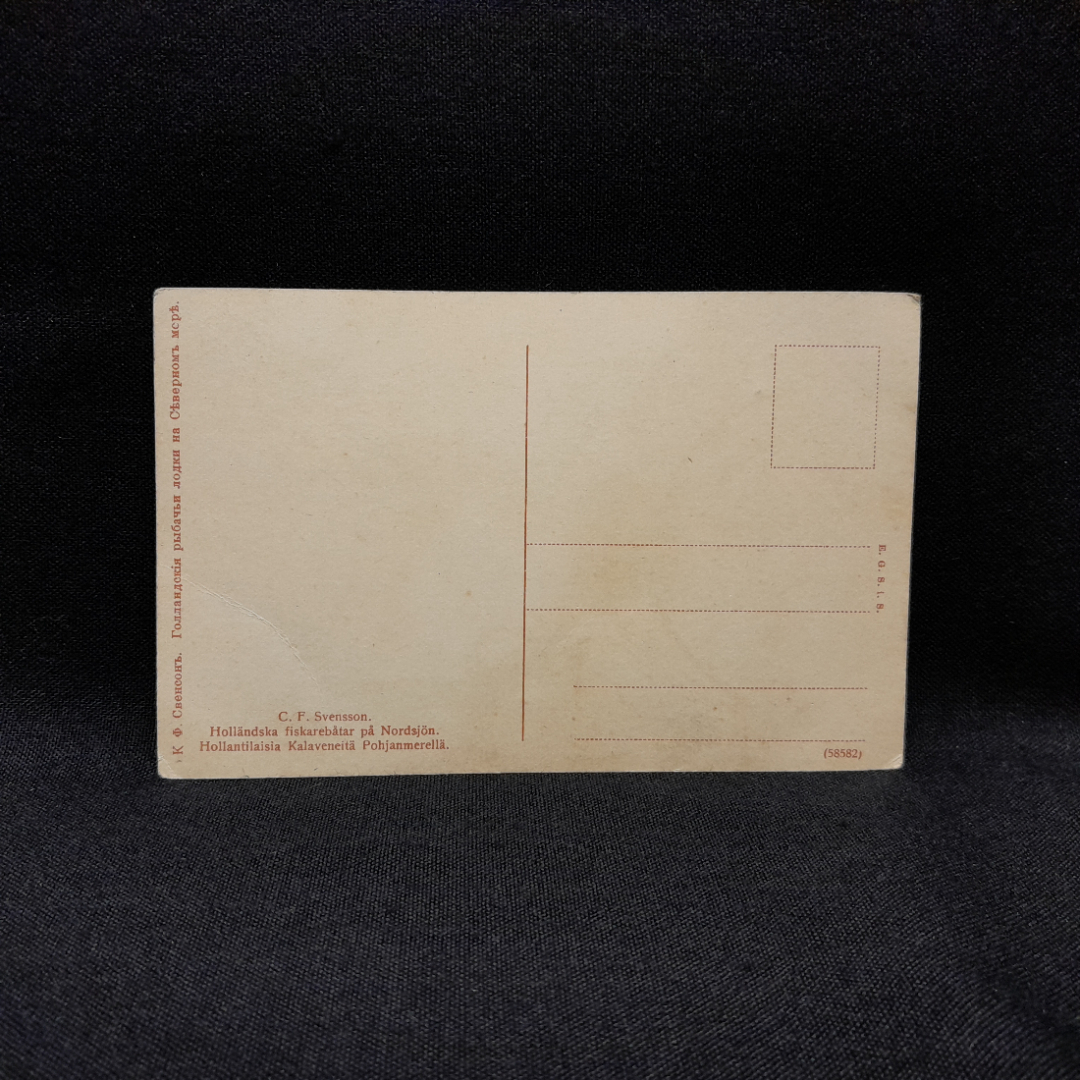 К Ф. Свенсонъ. Голландскія рыбачьи лодки на Сѣверномъ морѣ.
C. F. Svensson.
Holländska fiskarebåtar på Nordsjön.
Hollantilaisia Kalaveneitä Pohjanmerellä.
E. G. S. i. S.
(58582)